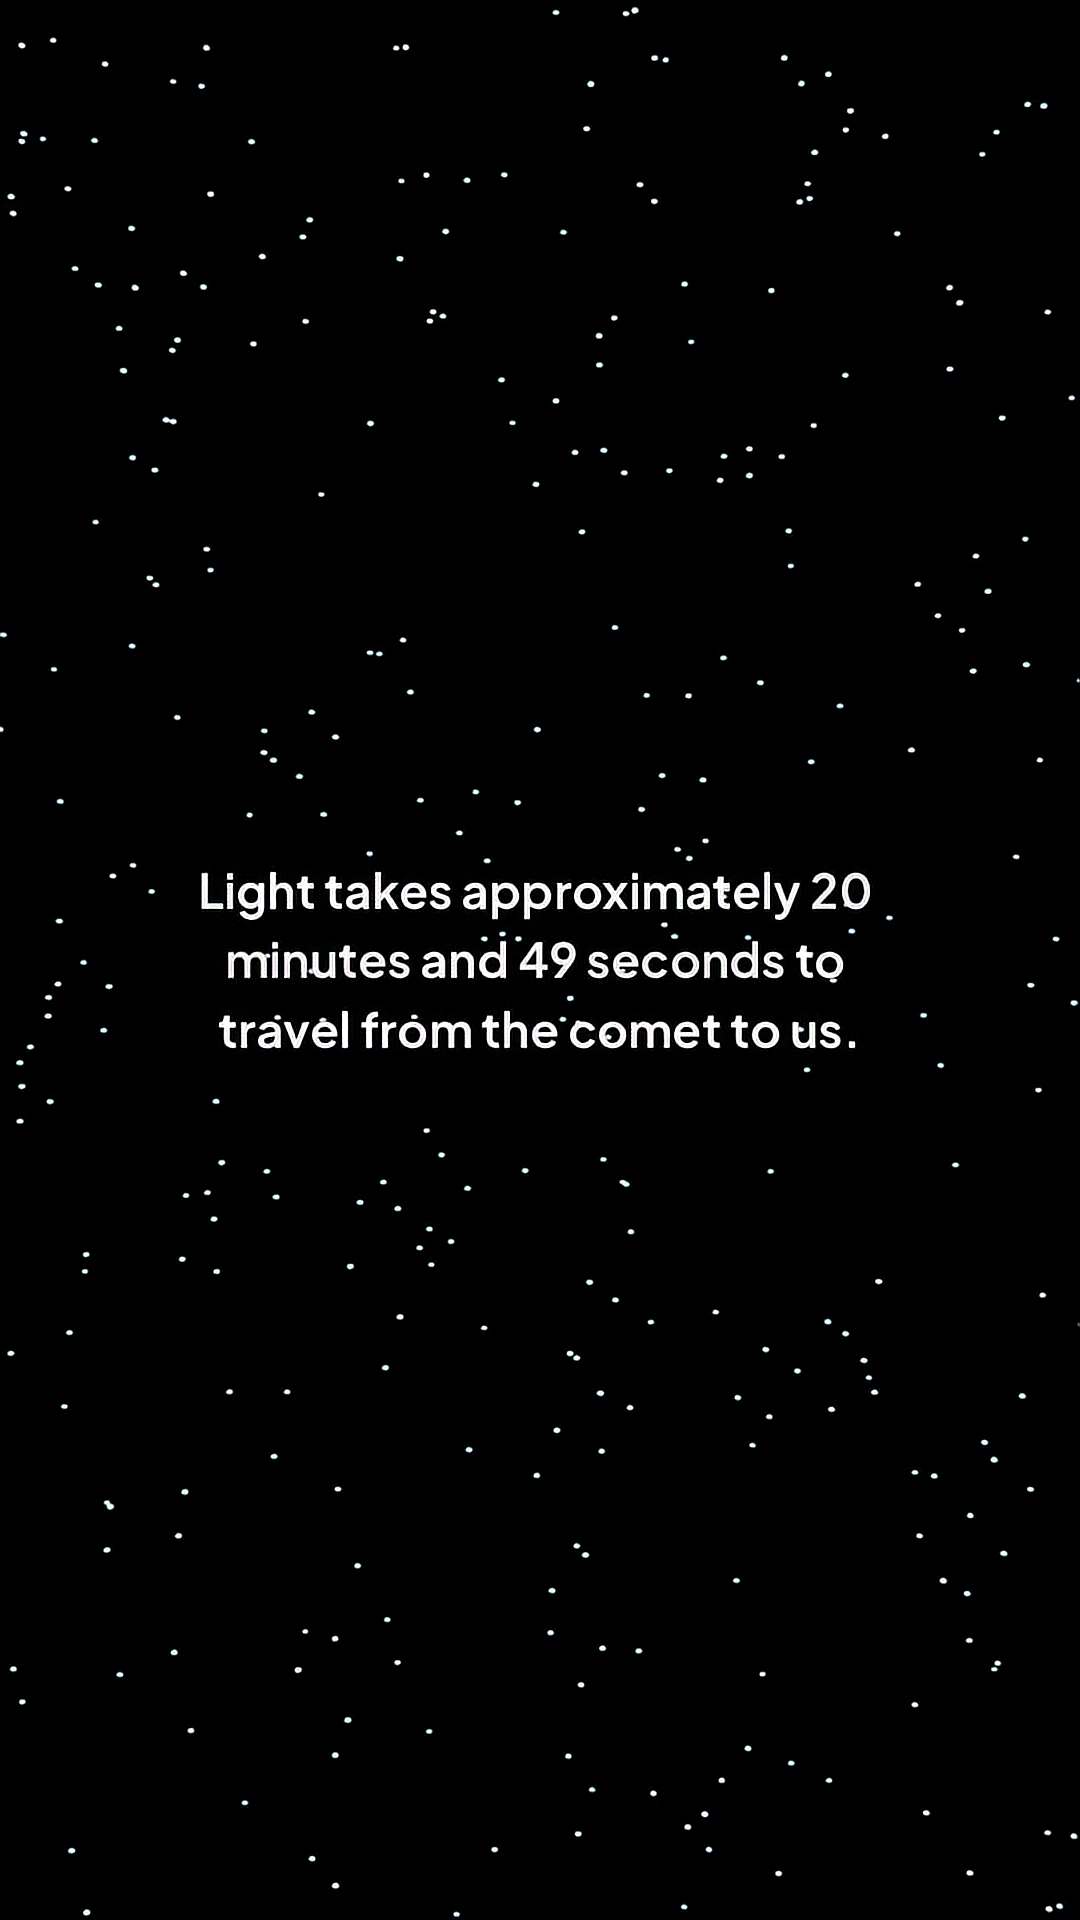 Light takes approximately 20
minutes and 49 seconds to
travel from the comet to us.